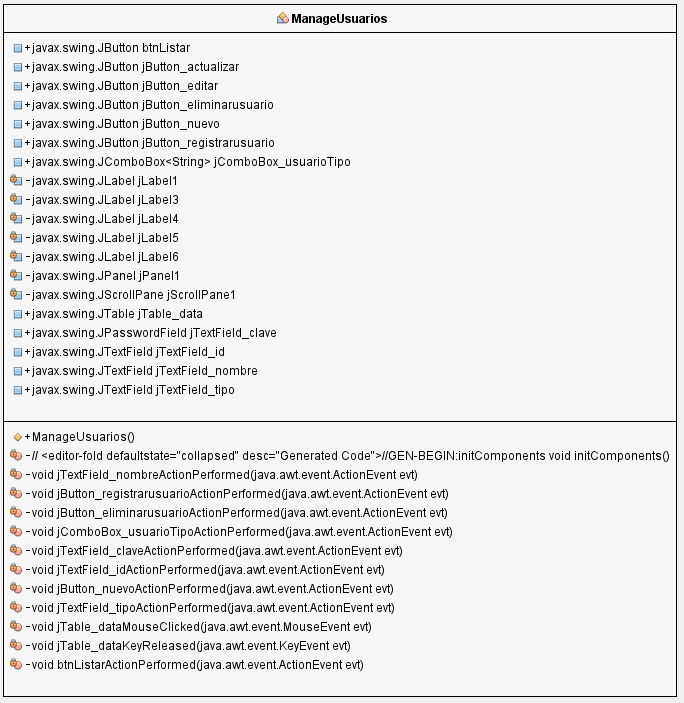 ManageUsuarios
+javax.swing.JButton btnListar
+javax.swing.JButton jButton_actualizar
+javax.swing.JButton jButton_editar
+javax.swing.JButton jButton_eliminarusuario
+javax.swing.JButton jButton_nuevo
+javax.swing.JButton jButton_registrarusuario
+javax.swing.JComboBox<String> jComboBox_usuarioTipo
-javax.swing.JLabel jLabel1
-javax.swing.JLabel jLabel3
-javax.swing.JLabel jLabel4
-javax.swing.JLabel jLabel5
-javax.swing.JLabel jLabel6
-javax.swing.JPanel jPanel1
-javax.swing.JScrollPane jScrollPane1
+javax.swing.JTable jTable_data
+javax.swing.JPasswordField jTextField_clave
+javax.swing.JTextField jTextField_id
+javax.swing.JTextField jTextField_nombre
+javax.swing.JTextField jTextField_tipo
+ManageUsuarios()
-// <editor-fold defaultstate="collapsed" desc="Generated Code">//GEN-BEGIN:initComponents void initComponents()
-void jTextField_nombreActionPerformed(java.awt.event.ActionEvent evt)
-void jButton_registrarusuarioActionPerformed(java.awt.event.ActionEvent evt)
-void jButton_eliminarusuarioActionPerformed(java.awt.event.ActionEvent evt)
-void jComboBox_usuarioTipoActionPerformed(java.awt.event.ActionEvent evt)
-void jTextField_claveActionPerformed(java.awt.event.ActionEvent evt)
-void jTextField_idActionPerformed(java.awt.event.ActionEvent evt)
-void jButton_nuevoActionPerformed(java.awt.event.ActionEvent evt)
-void jTextField_tipoActionPerformed(java.awt.event.ActionEvent evt)
-void jTable_dataMouseClicked(java.awt.event.MouseEvent evt)
-void jTable_dataKeyReleased(java.awt.event.KeyEvent evt)
-void btnListarActionPerformed(java.awt.event.ActionEvent evt)